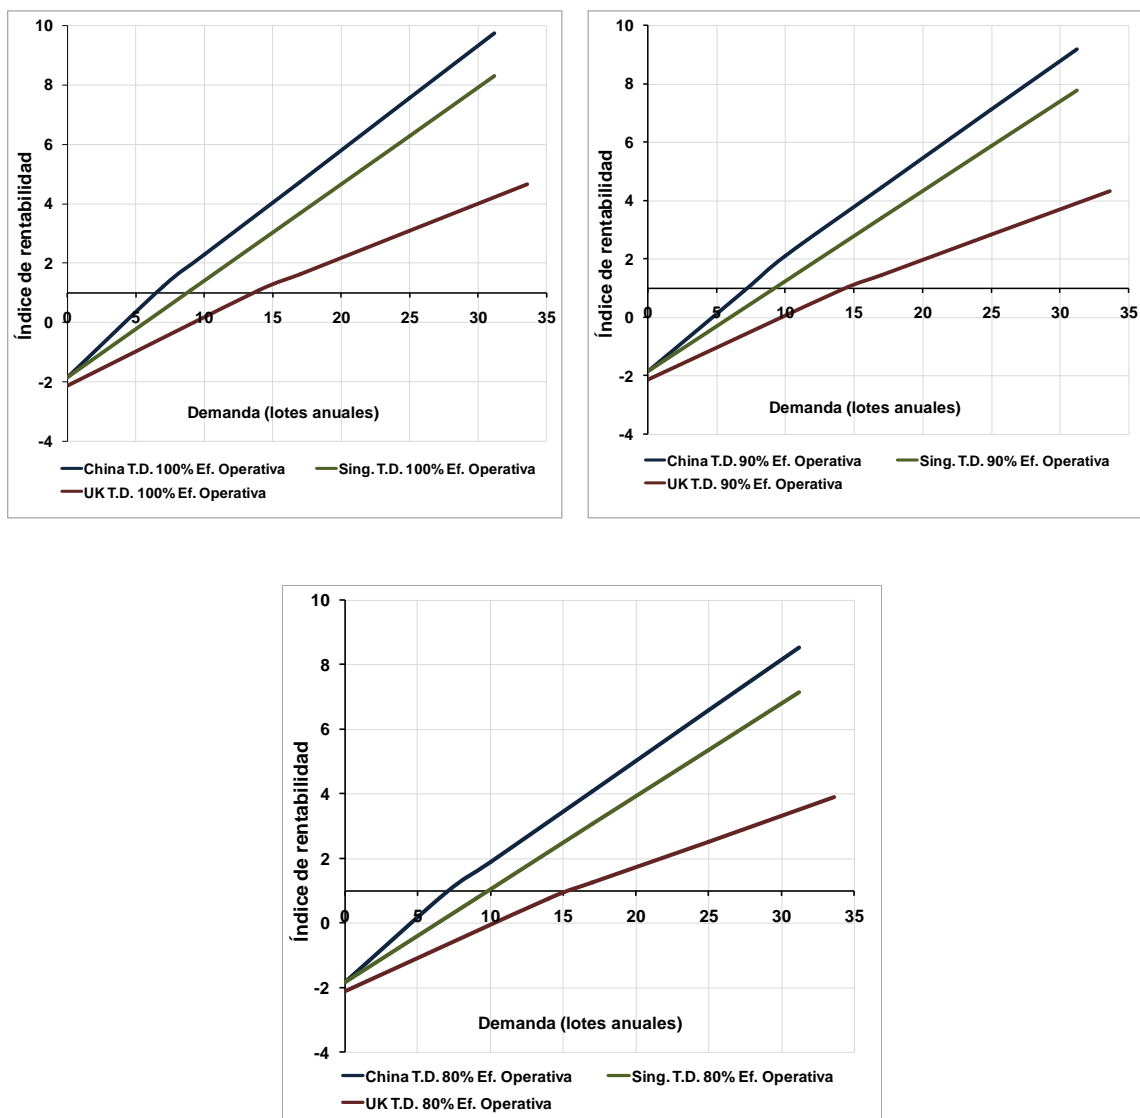 10
8
6
4
2
0
-2
-4
Índice de rentabilidad
0 5 10 15 20 25 30 35
Demanda (lotes anuales)
China T.D. 100% Ef. Operativa Sing. T.D. 100% Ef. Operativa
UK T.D. 100% Ef. Operativa
10
8
6
4
2
0
-2
-4
Índice de rentabilidad
0 5 10 15 20 25 30 35
Demanda (lotes anuales)
China T.D. 90% Ef. Operativa Sing. T.D. 90% Ef. Operativa
UK T.D. 90% Ef. Operativa
10
8
6
4
2
0
-2
-4
Índice de rentabilidad
0 5 10 15 20 25 30 35
Demanda (lotes anuales)
China T.D. 80% Ef. Operativa Sing. T.D. 80% Ef. Operativa
UK T.D. 80% Ef. Operativa